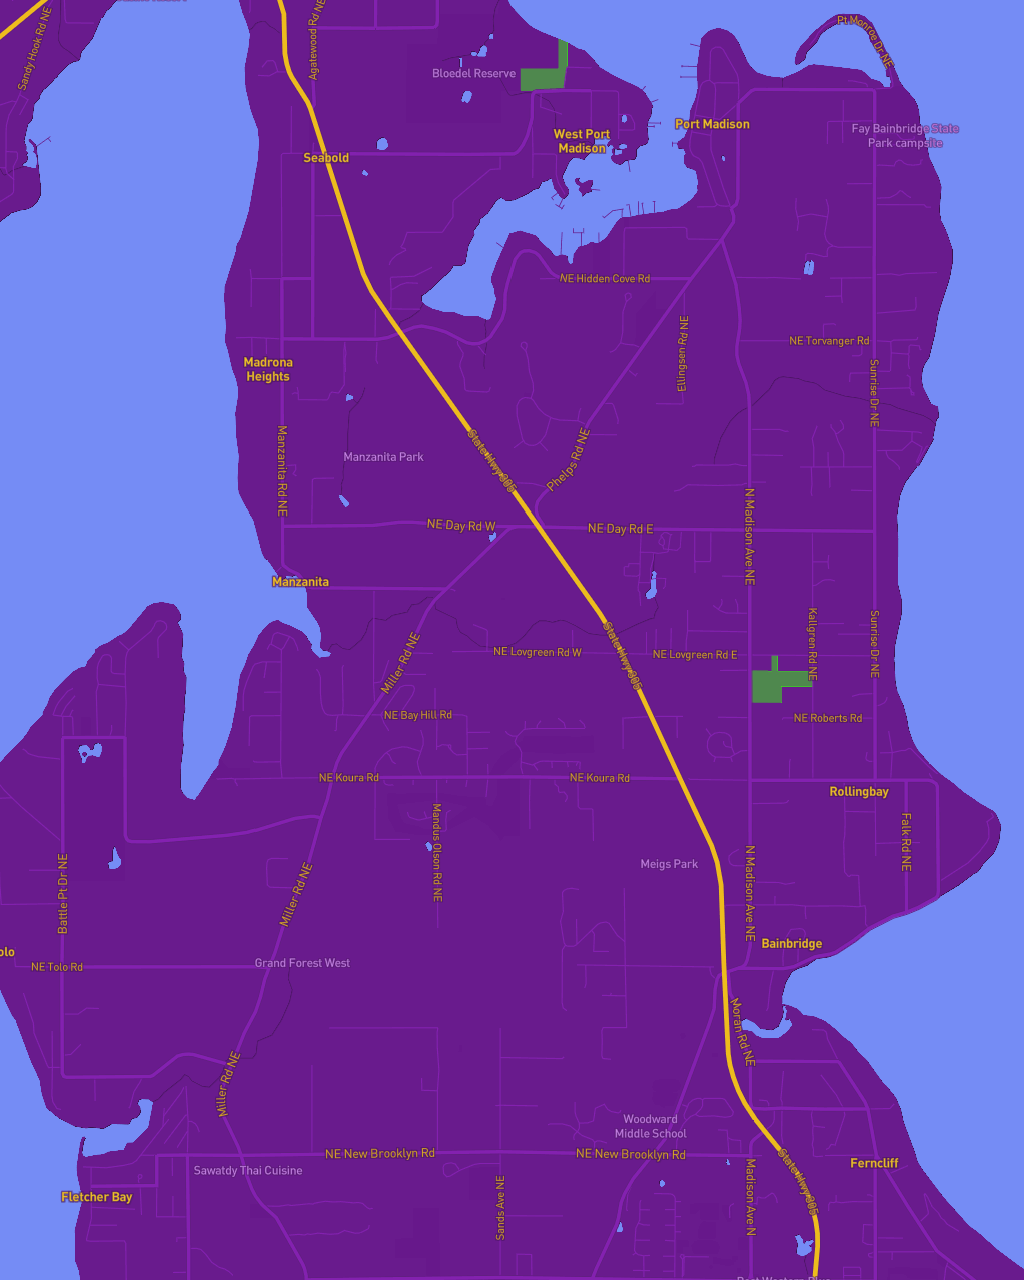 Sandy Hook Rd NE
Agatewood Rd NE
Pt Monroe Dr NE
Bloedel Reserve
West Port
Madison
Port Madison
Fay Bainbridge State
Park campsite
Seabold
NE Hidden Cove Rd
Ellingsen Rd NE
NE Torvanger Rd
Sunrise Dr NE
Madrona
Heights
Manzanita Rd NE
Manzanita Park
State Hwy 305
Phelps Rd NE
NE Day Rd W
NE Day Rd E
N Madison Ave NE
Manzanita
Miller Rd NE
NE Lovgreen Rd W
State Hwy 305
NE Lovgreen Rd E
Kallgren Rd NE
Sunrise Dr NE
NE Bay Hill Rd
NE Roberts Rd
NE Koura Rd
NE Koura Rd
Rollingbay
Mandus Olson Rd NE
Falk Rd NE
Battle Pt Dr NE
Miller Rd NE
Meigs Park
N Madison Ave NE
Bainbridge
olo
NE Tolo Rd
Grand Forest West
Moran Rd NE
Miller Rd NE
Woodward
Middle School
NE New Brooklyn Rd
NE New Brooklyn Rd
Sawatdy Thai Cuisine
Ferncliff
Fletcher Bay
Sands Ave NE
Madison Ave N
State Hwy 305